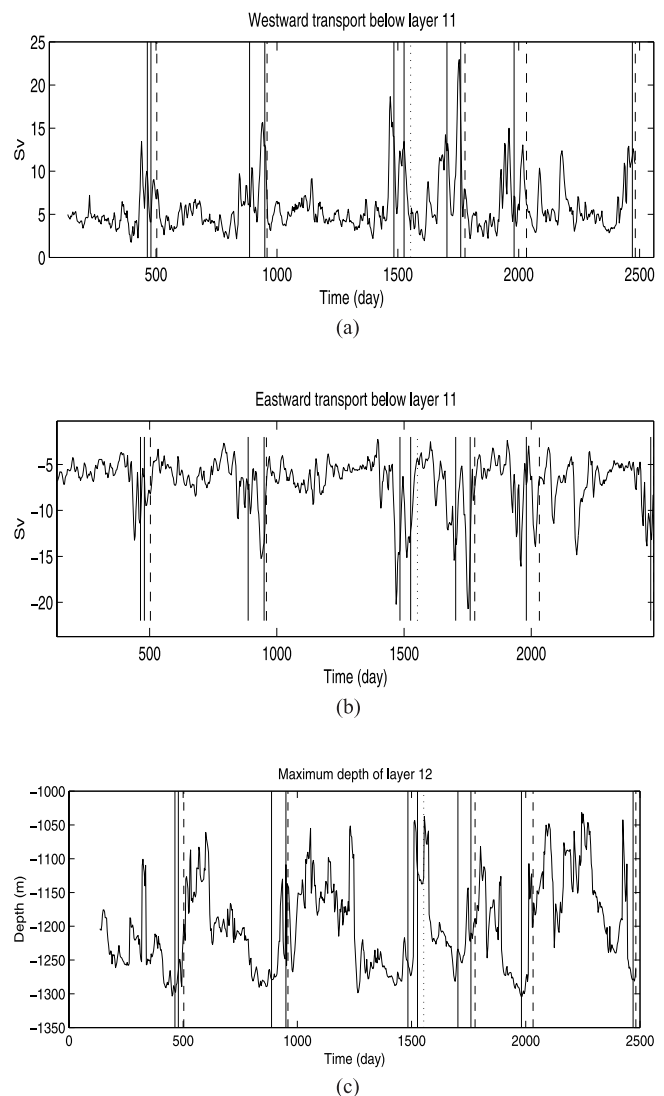 Westward transport below layer 11
25
20
15
10
5
0
Sv
500 1000 1500 2000 2500
Time (day)
(a)
Eastward transport below layer 11
−5
−10
−15
−20
Sv
500 1000 1500 2000
Time (day)
(b)
Maximum depth of layer 12
−1000
−1050
−1100
−1150
−1200
−1250
−1300
−1350
Depth (m)
0 500 1000 1500 2000 2500
Time (day)
(c)